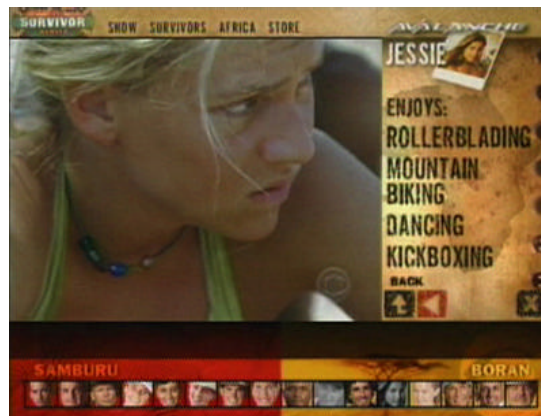 SURVIVOR
SHOW SURVIVORS AFRICA STORE
AVALANCHE
JESSIE
ENJOYS:
ROLLERBLADING
MOUNTAIN
BIKING
DANCING
KICKBOXING
BACK
X
SAMBURU
BORAN